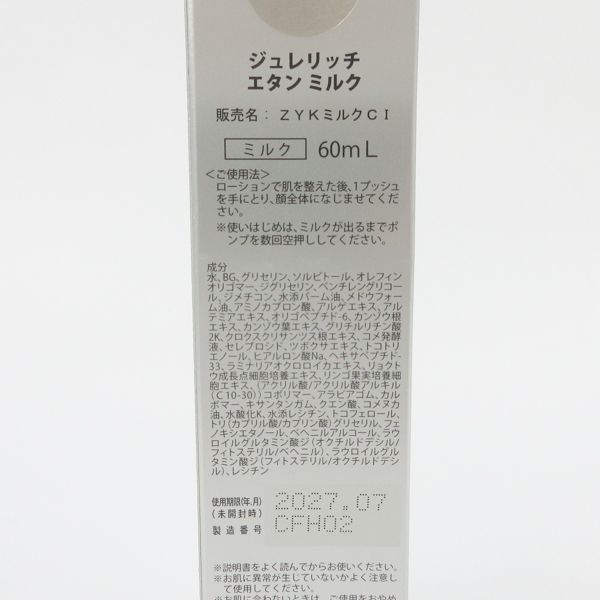 ジュレリッチ
エタン ミルク
販売名： ＺＹＫミルクＣＩ
ミルク 60mL
＜ご使用法＞
ローションで肌を整えた後、1プッシュ
を手にとり、顔全体になじませてくだ
さい。
※使いはじめは、ミルクが出るまでポ
ンプを数回空押ししてください。
成分
水、BG、グリセリン、ソルビトール、オレフィン
オリゴマー、ジグリセリン、ペンチレングリコー
ル、ジメチコン、水添パーム油、メドウフォー
ム油、アミノカプロン酸、アルゲエキス、アル
テミアエキス、オリゴペプチド-6、カンゾウ根
エキス、カンゾウ葉エキス、グリチルリチン酸
2K、クロタクリサンツス根エキス、コメ発酵
液、セレブロシド、ツボクサエキス、トコトリ
エノール、ヒアルロン酸Na、ヘキサペプチド-
33、ラミナリアオクロロイカエキス、リョクト
ウ成長点細胞培養エキス、リンゴ果実培養細
胞エキス、（アクリル酸/アクリル酸アルキル
（Ｃ10-30））コポリマー、アラビアゴム、カル
ボマー、キサンタンガム、クエン酸、コメヌカ
油、水酸化K、水添レシチン、トコフェロール、
トリ（カプリル酸/カプリン酸）グリセリル、フェ
ノキシエタノール、ベヘニルアルコール、ラウ
ロイルグルタミン酸ジ（オクチルドデシル/
フィトステリル/ベヘニル）、ラウロイルグル
タミン酸ジ（フィトステリル/オクチルドデシ
ル）、レシチン
使用期限（年、月） 2027.07
（未開封時）
製造番号 CFH02
※説明書をよく読んでからお使いください。
※お肌に異常が生じていないかよく注意し
て使用してください。
※お肌に合わないときは、ご使用をおやめ